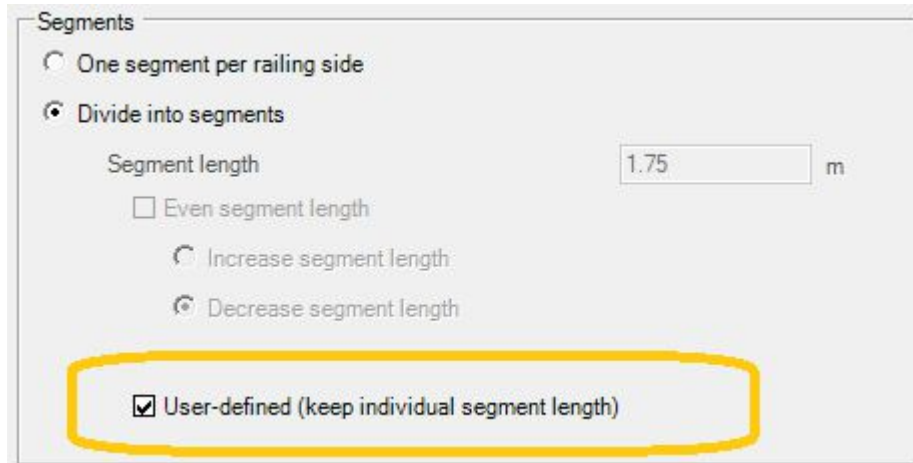 Segments
One segment per railing side
Divide into segments
Segment length 1.75 m
Even segment length
Increase segment length
Decrease segment length
User-defined (keep individual segment length)